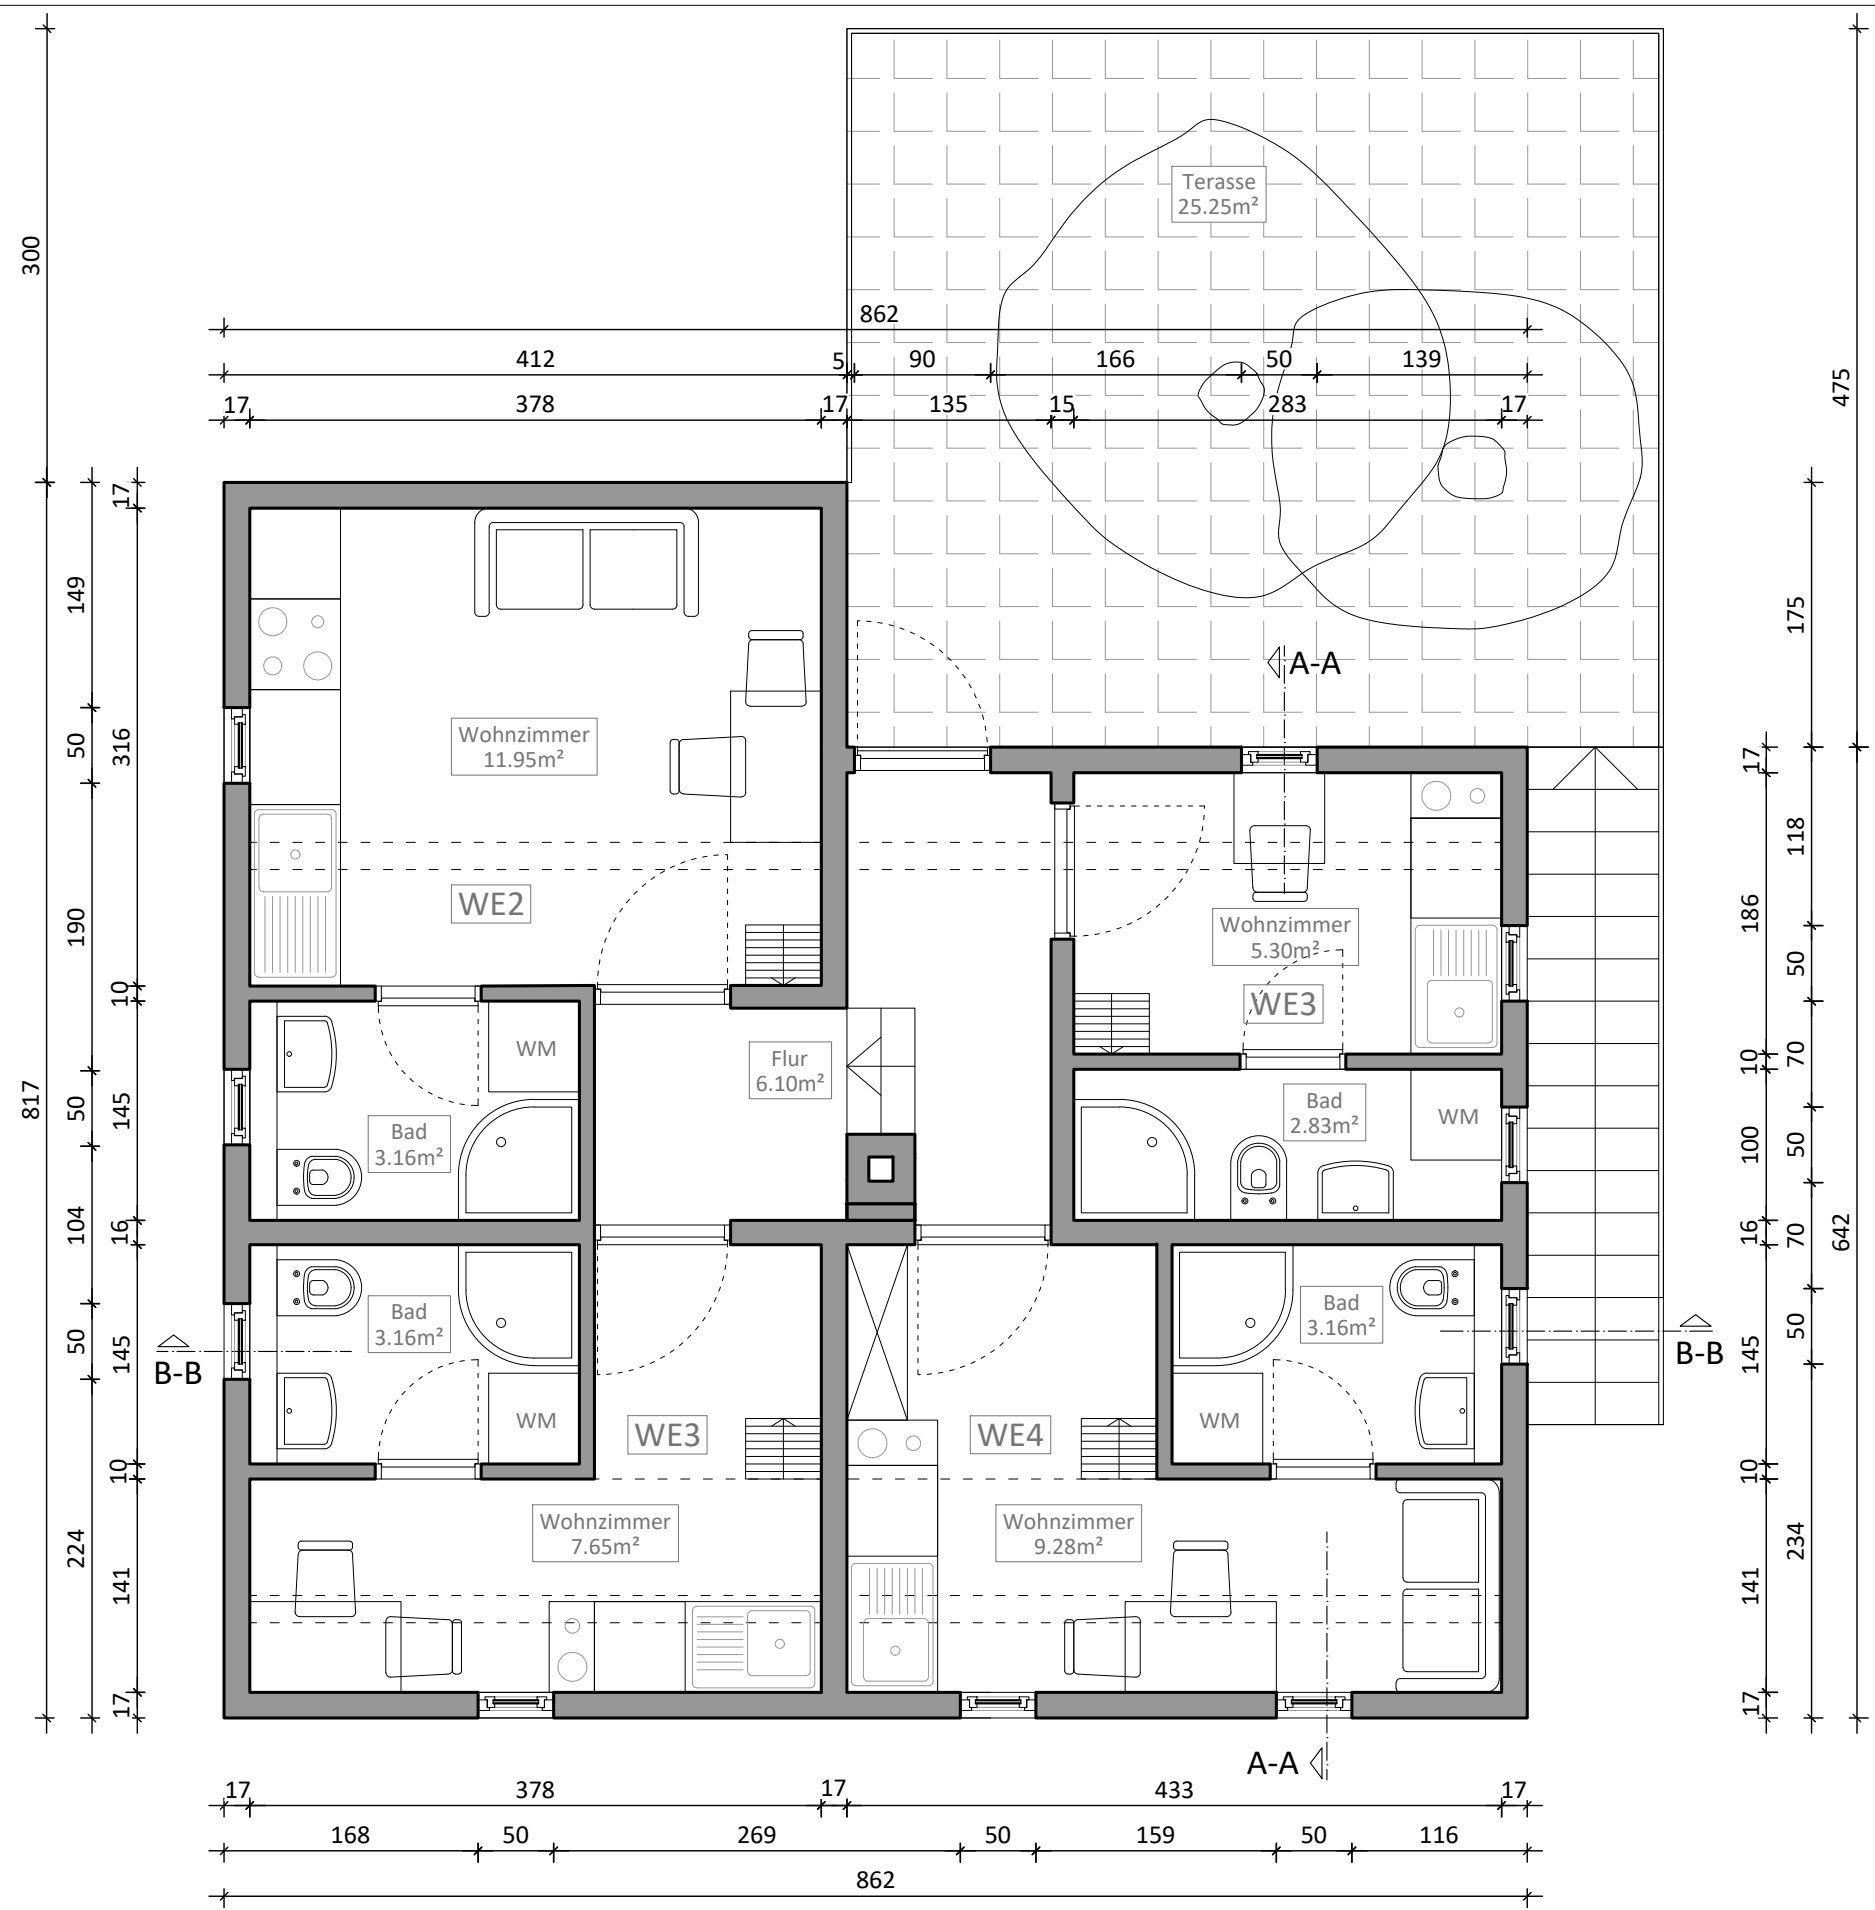 300
475
862
412
5
90
166
50
139
17
378
17
135
15
283
17
Terasse
25.25m²
817
149
50
190
50
104
50
224
17
316
10
145
16
145
10
141
17
Wohnzimmer
11.95m²
WE2
A-A
Wohnzimmer
5.30m²
WE3
WM
Flur
6.10m²
Bad
3.16m²
Bad
2.83m²
WM
Bad
3.16m²
WM
WE3
WE4
Bad
3.16m²
WM
B-B
B-B
Wohnzimmer
7.65m²
Wohnzimmer
9.28m²
17
186
10
100
16
145
10
141
17
175
118
50
70
50
70
50
234
642
A-A
17
378
17
433
17
168
50
269
50
159
50
116
862